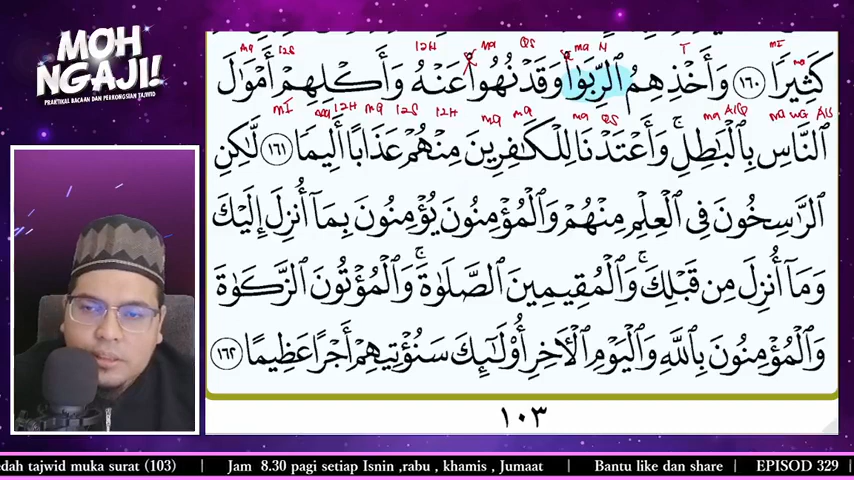 MOH
NGAJI!
PRAKTIKAL BACAAN DAN PERKONGSIAN TAJWID
كَثِيرًا ١٦٠ وَأَخْذِهِمُ ٱلرِّبَوٰا۟ وَقَدْ نُهُوا۟ عَنْهُ وَأَكْلِهِمْ أَمْوَٰلَ
ٱلنَّاسِ بِٱلْبَٰطِلِ ۚ وَأَعْتَدْنَا لِلْكَٰفِرِينَ مِنْهُمْ عَذَابًا أَلِيمًا ١٦١ لَّٰكِنِ
ٱلرَّٰسِخُونَ فِى ٱلْعِلْمِ مِنْهُمْ وَٱلْمُؤْمِنُونَ يُؤْمِنُونَ بِمَآ أُنزِلَ إِلَيْكَ
وَمَآ أُنزِلَ مِن قَبْلِكَ ۚ وَٱلْمُقِيمِينَ ٱلصَّلَوٰةَ ۚ وَٱلْمُؤْتُونَ ٱلزَّكَوٰةَ
وَٱلْمُؤْمِنُونَ بِٱللَّهِ وَٱلْيَوْمِ ٱلْءَاخِرِ أُو۟لَٰٓئِكَ سَنُؤْتِيهِمْ أَجْرًا عَظِيمًا ١٦٢
١٠٣
edah tajwid muka surat (103) | Jam 8.30 pagi setiap Isnin ,rabu , khamis , Jumaat | Bantu like dan share | EPISOD 329 |